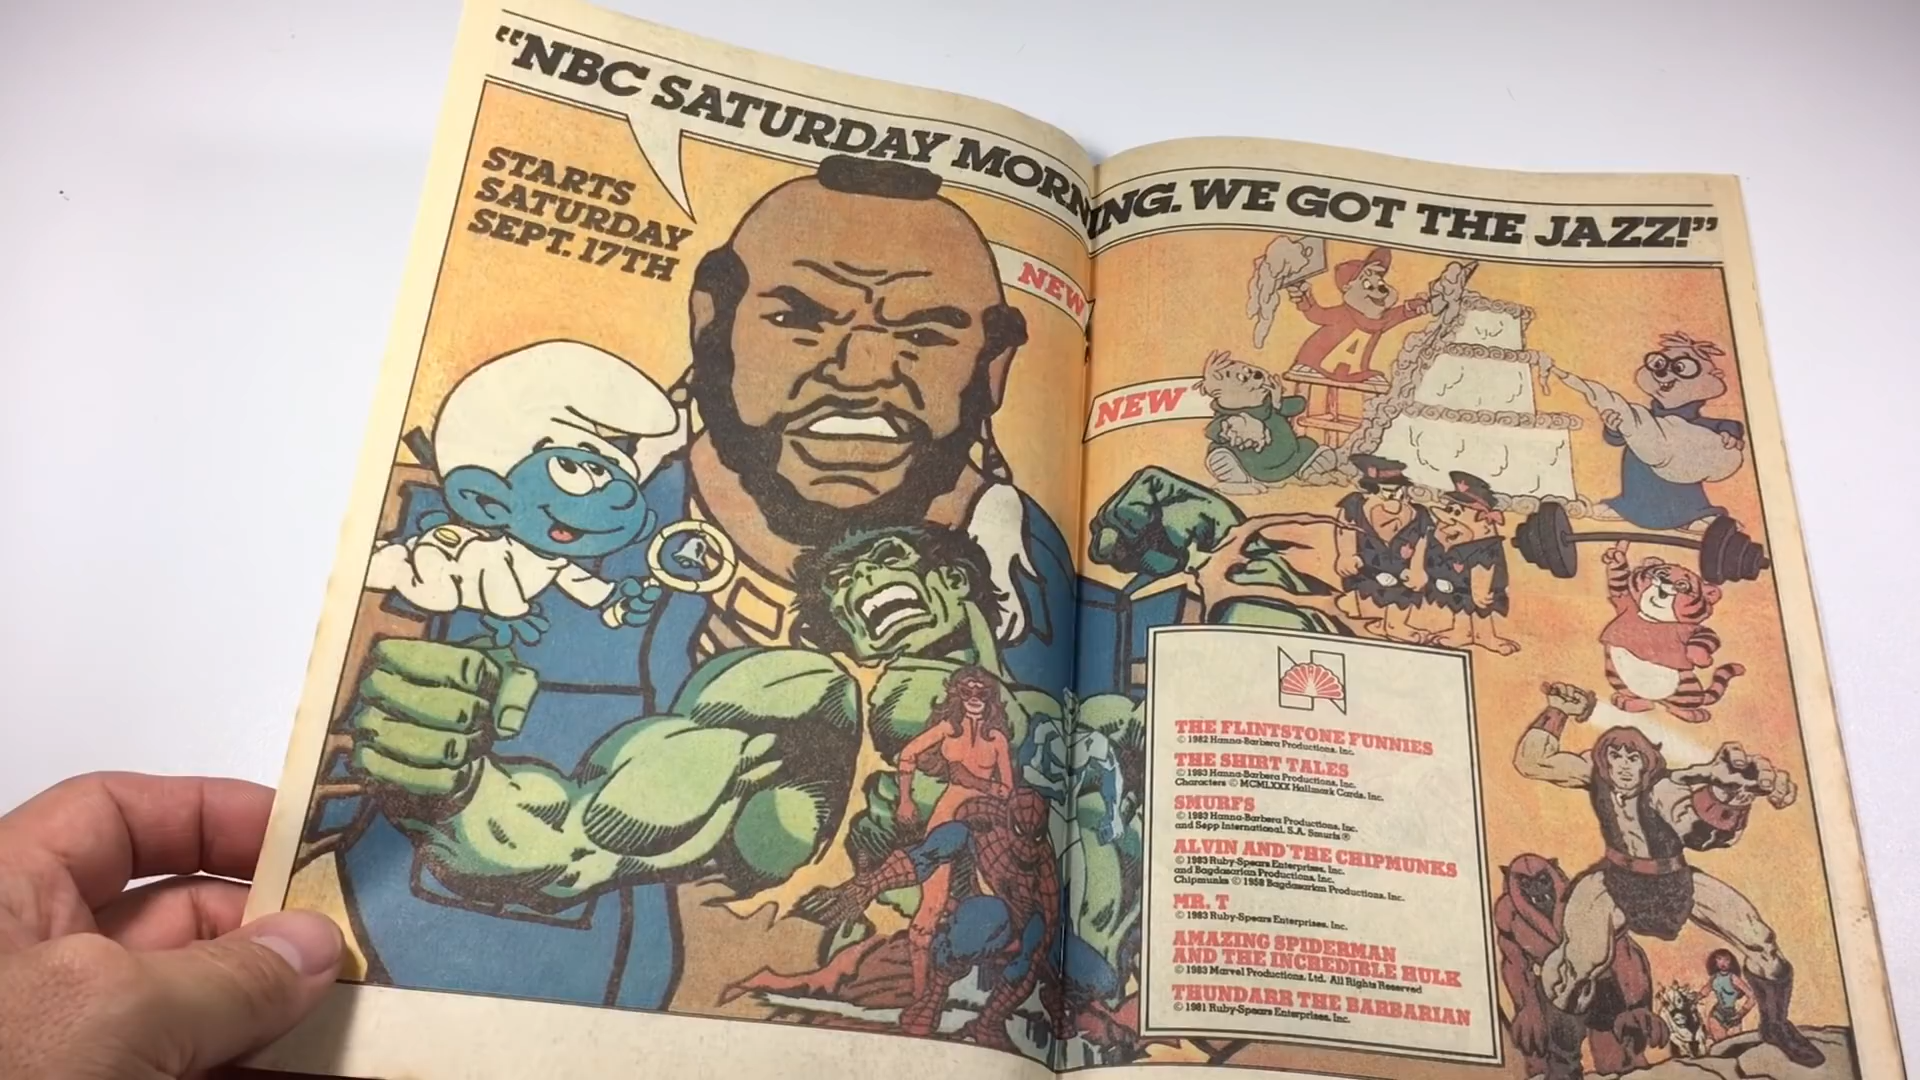 “NBC SATURDAY MORNING. WE GOT THE JAZZ!”
STARTS
SATURDAY
SEPT. 17TH
NEW
NEW
A
THE FLINTSTONE FUNNIES
© 1982 Hanna-Barbera Productions, Inc.
THE SHIRT TALES
© 1983 Hanna-Barbera Productions, Inc.
Characters © MCMLXXX Hallmark Cards, Inc.
SMURFS
© 1983 Hanna-Barbera Productions, Inc.
and Sepp International, S.A. Smurfs ®
ALVIN AND THE CHIPMUNKS
© 1983 Ruby-Spears Enterprises, Inc.
and Bagdasarian Productions, Inc.
Chipmunks © 1958 Bagdasarian Productions, Inc.
MR. T
© 1983 Ruby-Spears Enterprises, Inc.
AMAZING SPIDERMAN
AND THE INCREDIBLE HULK
© 1983 Marvel Productions, Ltd. All Rights Reserved
THUNDARR THE BARBARIAN
© 1981 Ruby-Spears Enterprises, Inc.